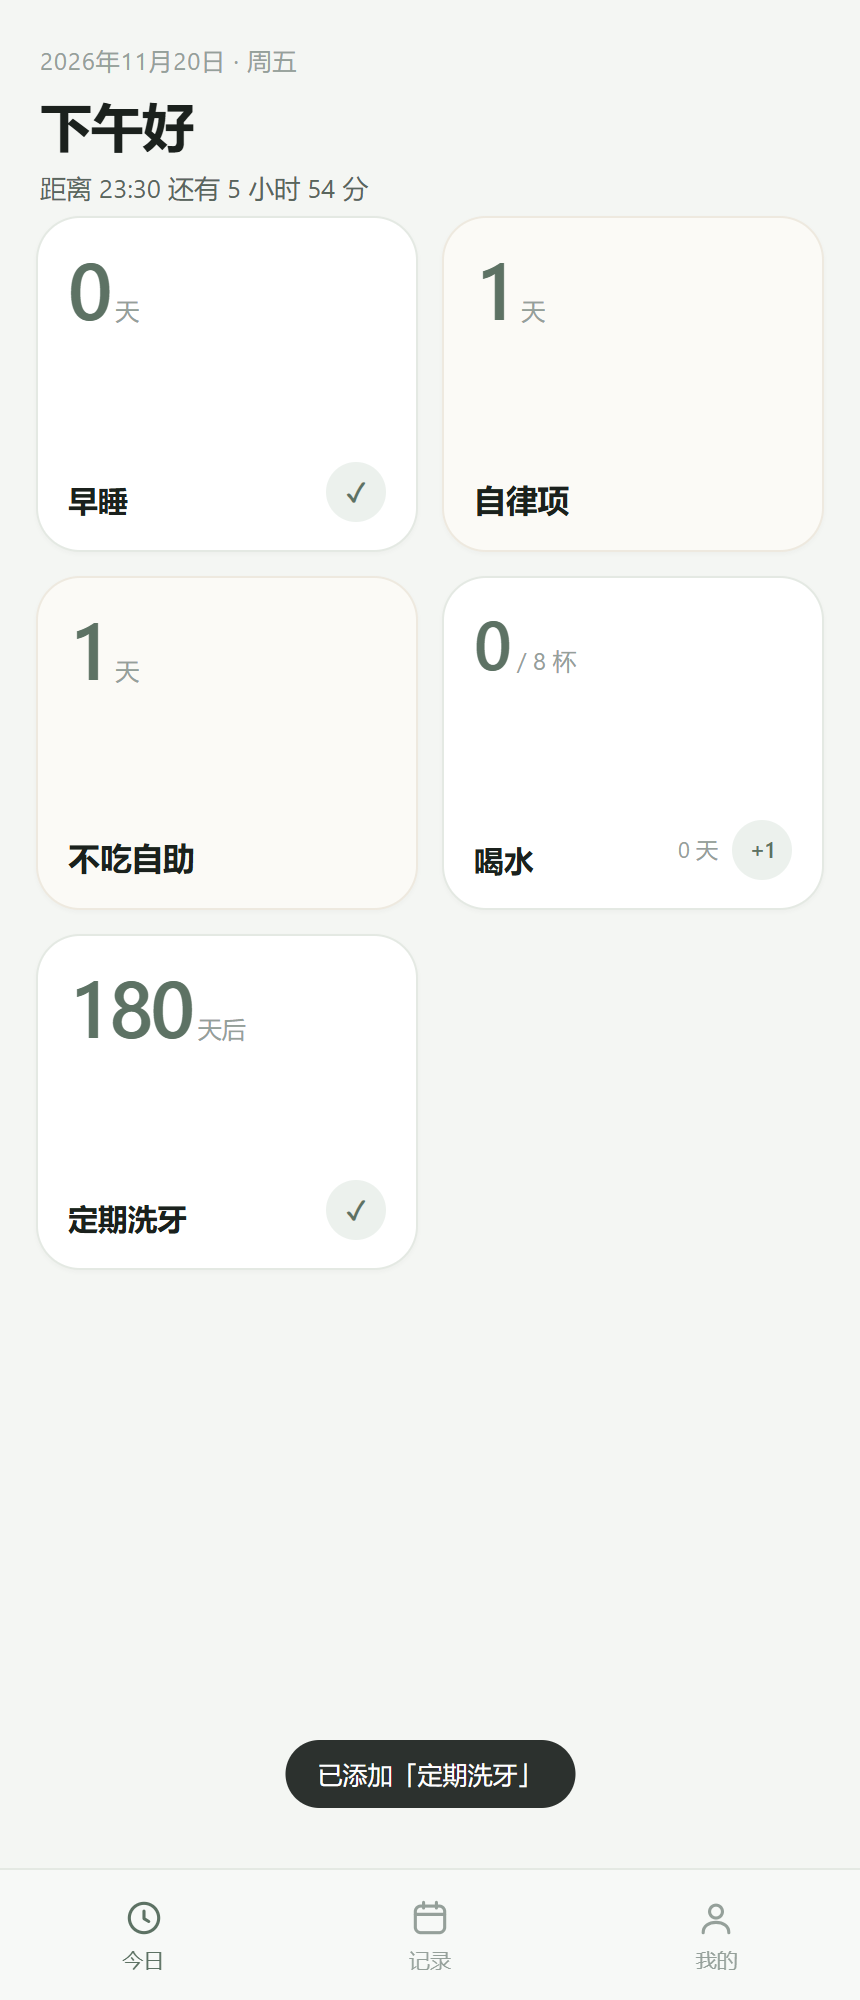 2026年11月20日 · 周五
下午好
距离 23:30 还有 5 小时 54 分
0 天
早睡
✓
1 天
自律项
1 天
不吃自助
0 / 8 杯
喝水
0 天
+1
180 天后
定期洗牙
✓
已添加「定期洗牙」
今日
记录
我的